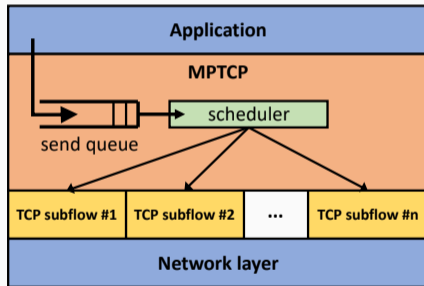 Application
MPTCP
scheduler
send queue
TCP subflow #1 TCP subflow #2 ... TCP subflow #n
Network layer